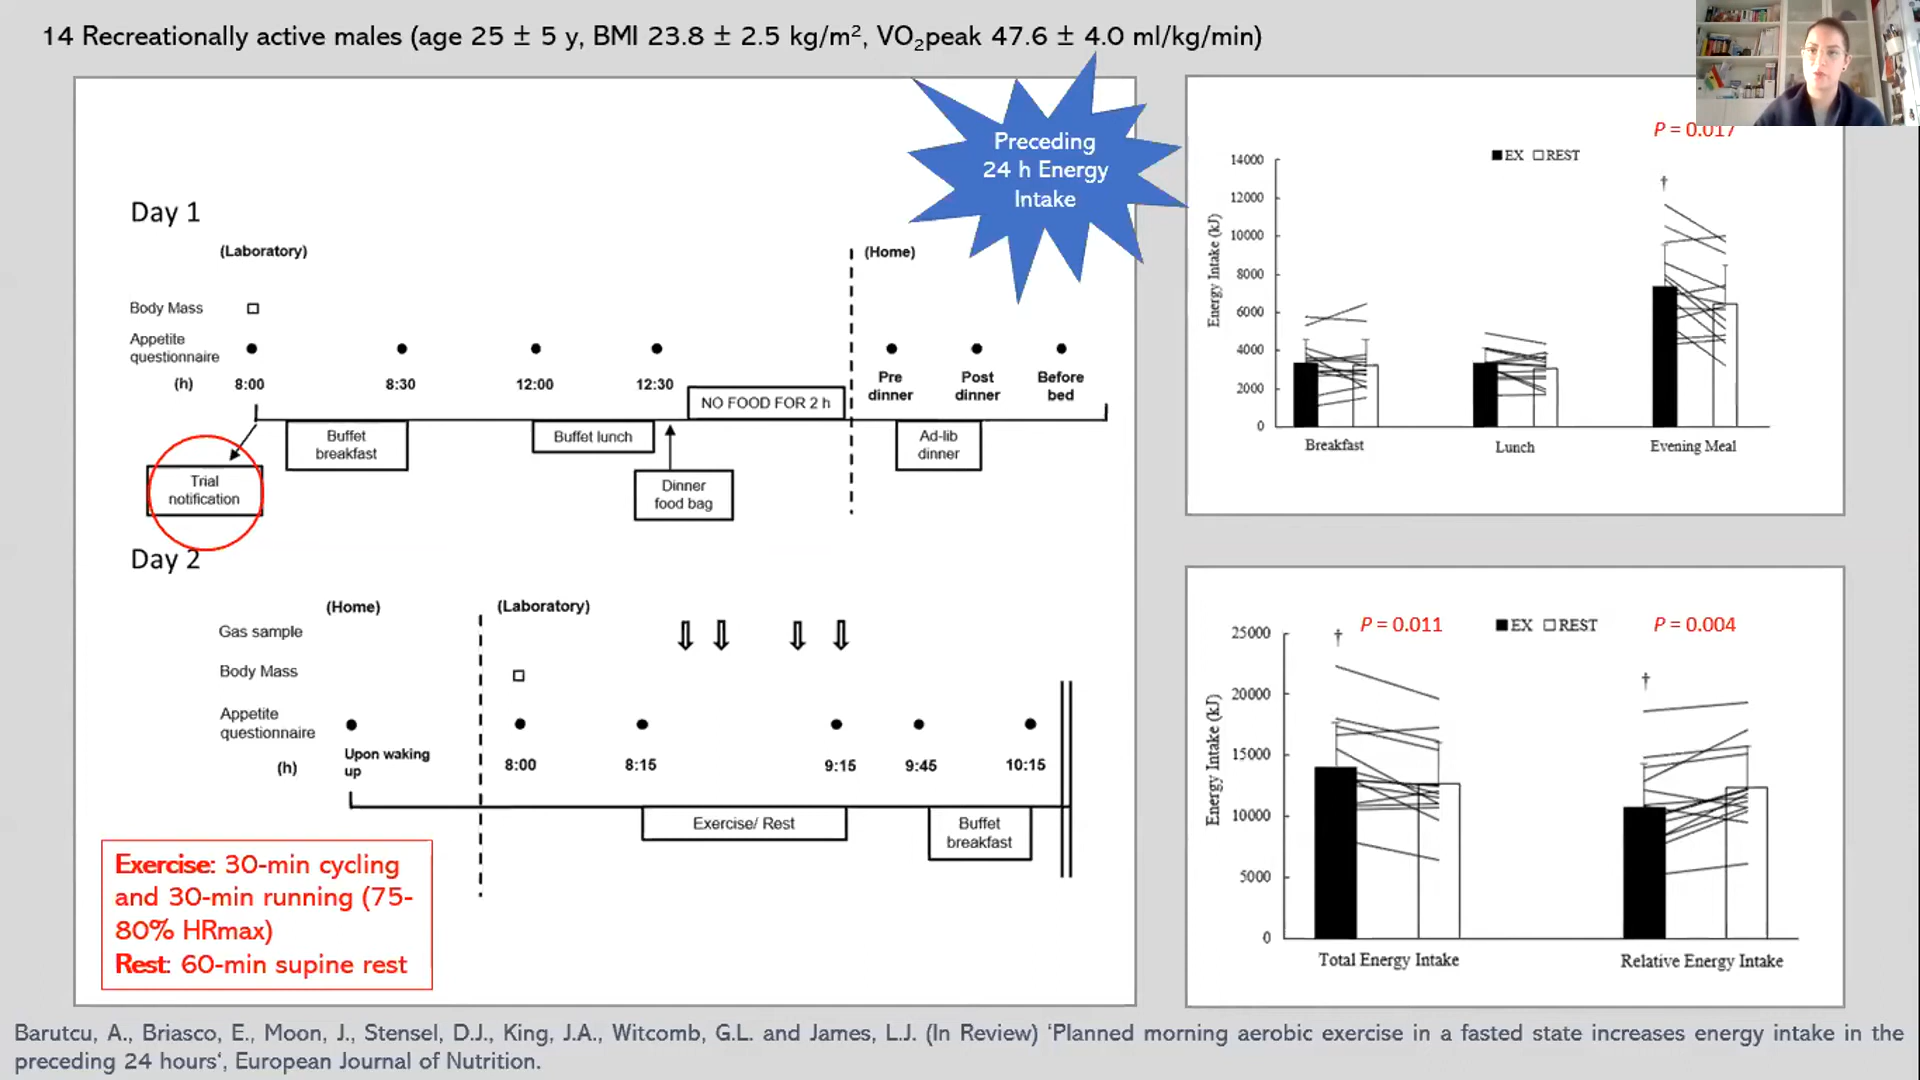 14 Recreationally active males (age 25 ± 5 y, BMI 23.8 ± 2.5 kg/m², VO₂peak 47.6 ± 4.0 ml/kg/min)
Preceding
24 h Energy
Intake
Day 1
(Laboratory)
(Home)
Body Mass
Appetite
questionnaire
(h)
8:00
8:30
12:00
12:30
Pre
dinner
Post
dinner
Before
bed
NO FOOD FOR 2 h
Buffet
breakfast
Buffet lunch
Ad-lib
dinner
Trial
notification
Dinner
food bag
Day 2
(Home)
(Laboratory)
Gas sample
Body Mass
Appetite
questionnaire
(h)
Upon waking
up
8:00
8:15
9:15
9:45
10:15
Exercise/ Rest
Buffet
breakfast
Exercise: 30-min cycling
and 30-min running (75-
80% HRmax)
Rest: 60-min supine rest
P = 0.017
EX REST
†
Energy Intake (kJ)
14000
12000
10000
8000
6000
4000
2000
0
Breakfast
Lunch
Evening Meal
P = 0.011
EX REST
P = 0.004
†
†
Energy Intake (kJ)
25000
20000
15000
10000
5000
0
Total Energy Intake
Relative Energy Intake
Barutcu, A., Briasco, E., Moon, J., Stensel, D.J., King, J.A., Witcomb, G.L. and James, L.J. (In Review) ‘Planned morning aerobic exercise in a fasted state increases energy intake in the
preceding 24 hours‘, European Journal of Nutrition.